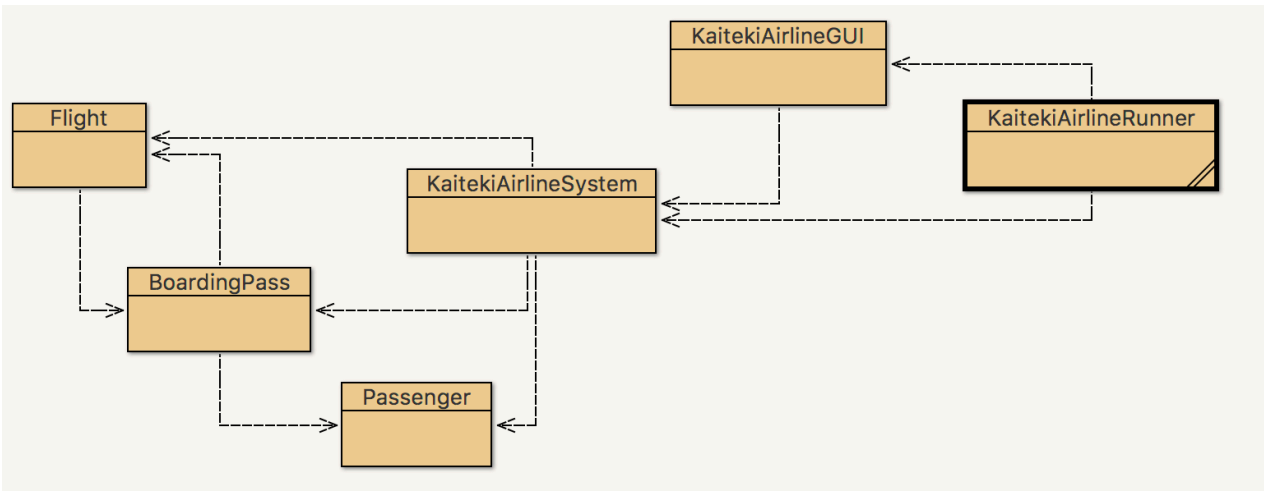 KaitekiAirlineGUI
Flight
KaitekiAirlineRunner
KaitekiAirlineSystem
BoardingPass
Passenger